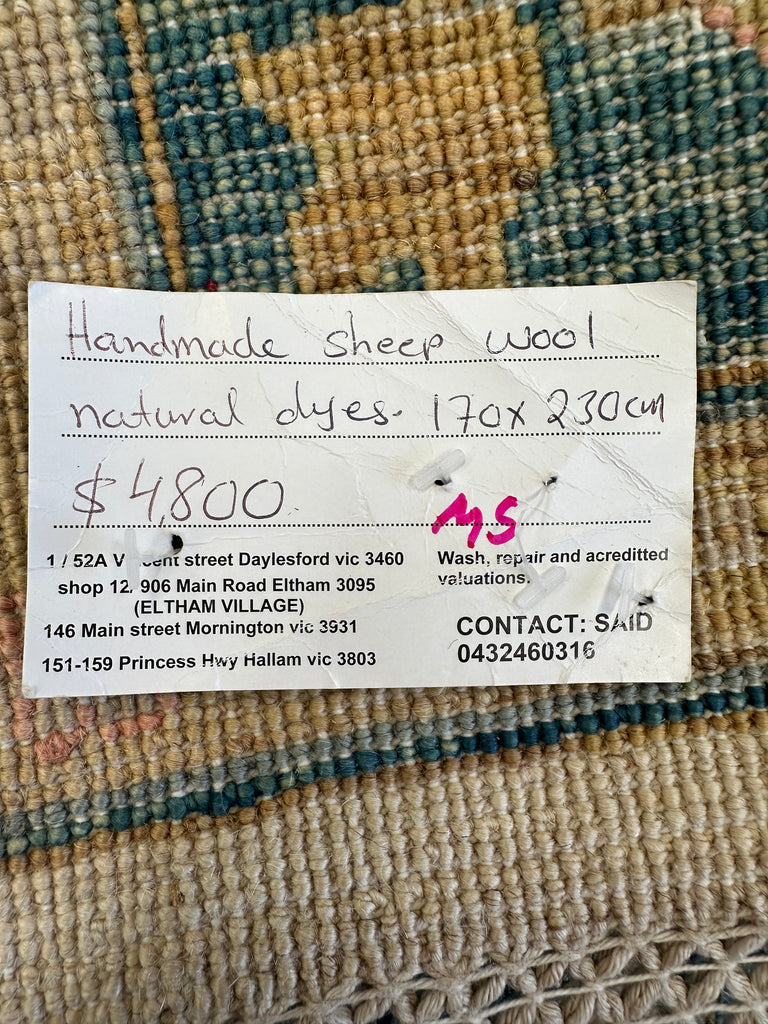 Handmade sheep wool
natural dyes. 170 x 230cm
$4,800
MS
1 / 52A V cent street Daylesford vic 3460
shop 12, 906 Main Road Eltham 3095
(ELTHAM VILLAGE)
146 Main street Mornington vic 3931
151-159 Princess Hwy Hallam vic 3803
Wash, repair and acreditted
valuations.
CONTACT: SAID
0432460316